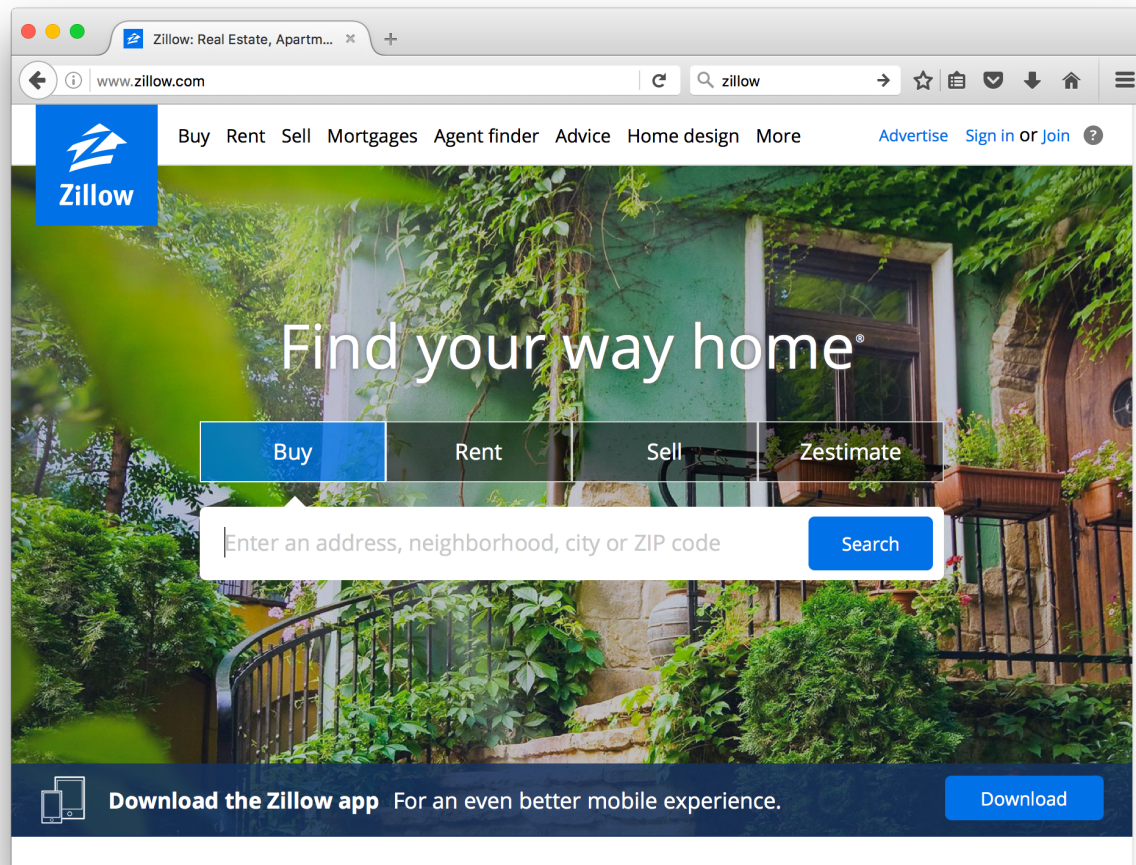 Zillow: Real Estate, Apartm...
www.zillow.com
zillow
Zillow
Buy Rent Sell Mortgages Agent finder Advice Home design More
Advertise Sign in or Join ?
Find your way home®
Buy Rent Sell Zestimate
Enter an address, neighborhood, city or ZIP code Search
Download the Zillow app For an even better mobile experience. Download